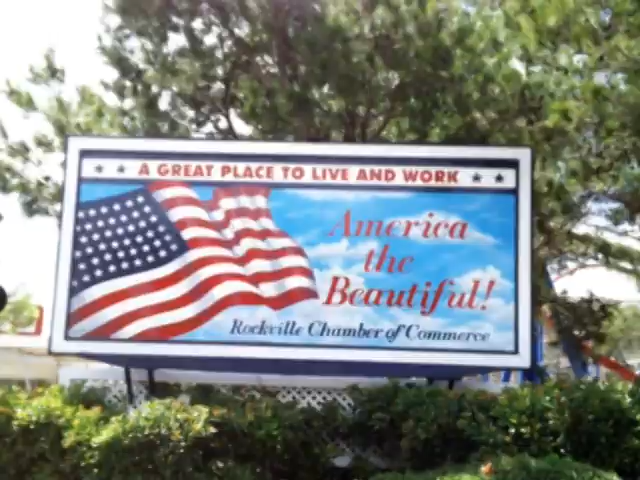 A GREAT PLACE TO LIVE AND WORK
America
the
Beautiful!
Rockville Chamber of Commerce